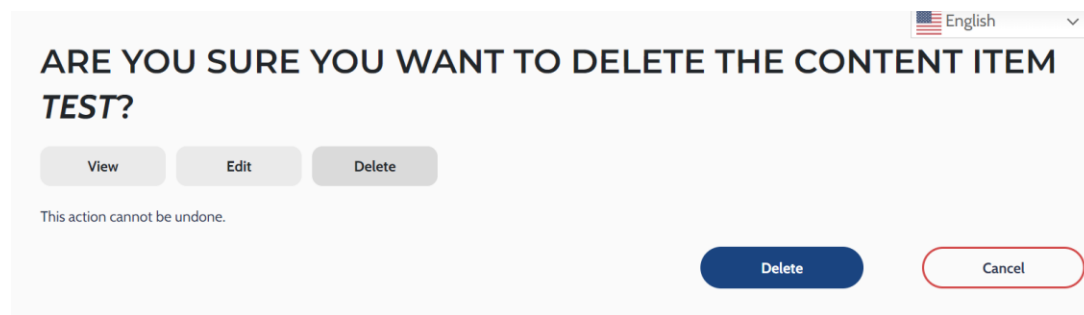 English
ARE YOU SURE YOU WANT TO DELETE THE CONTENT ITEM
TEST?
View Edit Delete
This action cannot be undone.
Delete Cancel